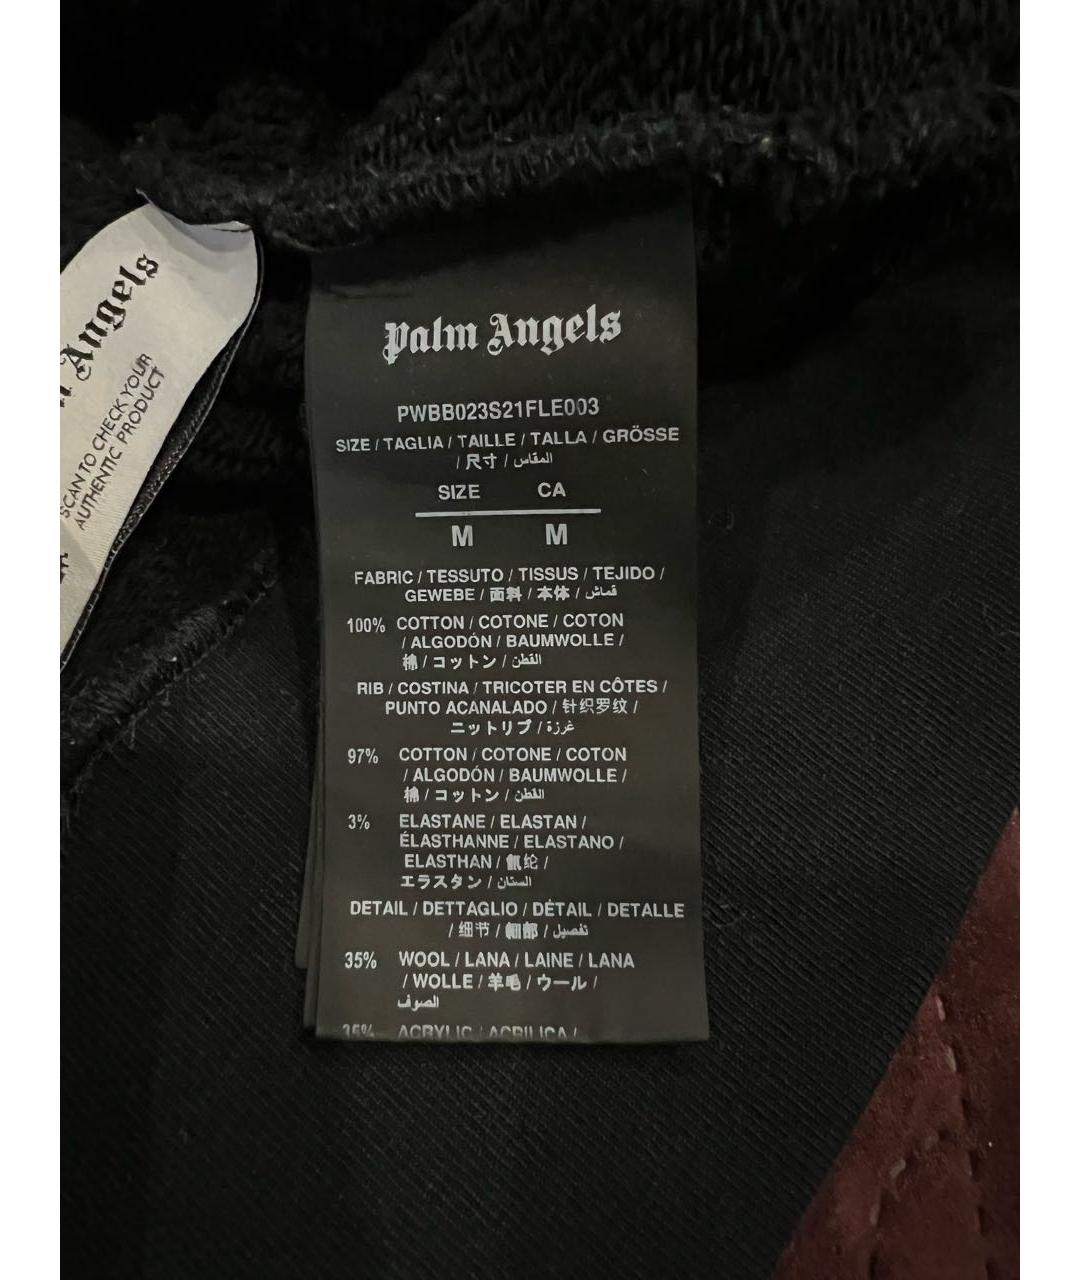 Angels
SCAN TO CHECK YOUR
AUTHENTIC PRODUCT
Palm Angels
PWBB023S21FLE003
SIZE / TAGLIA / TAILLE / TALLA / GRÖSSE
/ 尺寸 / المقاس
SIZE CA
M M
FABRIC / TESSUTO / TISSUS / TEJIDO /
GEWEBE / 面料 / 本体 / قماش
100% COTTON / COTONE / COTON
/ ALGODÓN / BAUMWOLLE /
棉 / コットン / القطن
RIB / COSTINA / TRICOTER EN CÔTES /
PUNTO ACANALADO / 针织罗纹 /
ニットリブ / غرزة
97% COTTON / COTONE / COTON
/ ALGODÓN / BAUMWOLLE /
棉 / コットン / القطن
3% ELASTANE / ELASTAN /
ÉLASTHANNE / ELASTANO /
ELASTHAN /
エラスタン / الستان
DETAIL / DETTAGLIO / DÉTAIL / DETALLE
/ 细节 / / تفصيل
35% WOOL / LANA / LAINE / LANA
/ WOLLE / 羊毛 / ウール /
الصوف
35% ACRYLIC / ACRILICA /